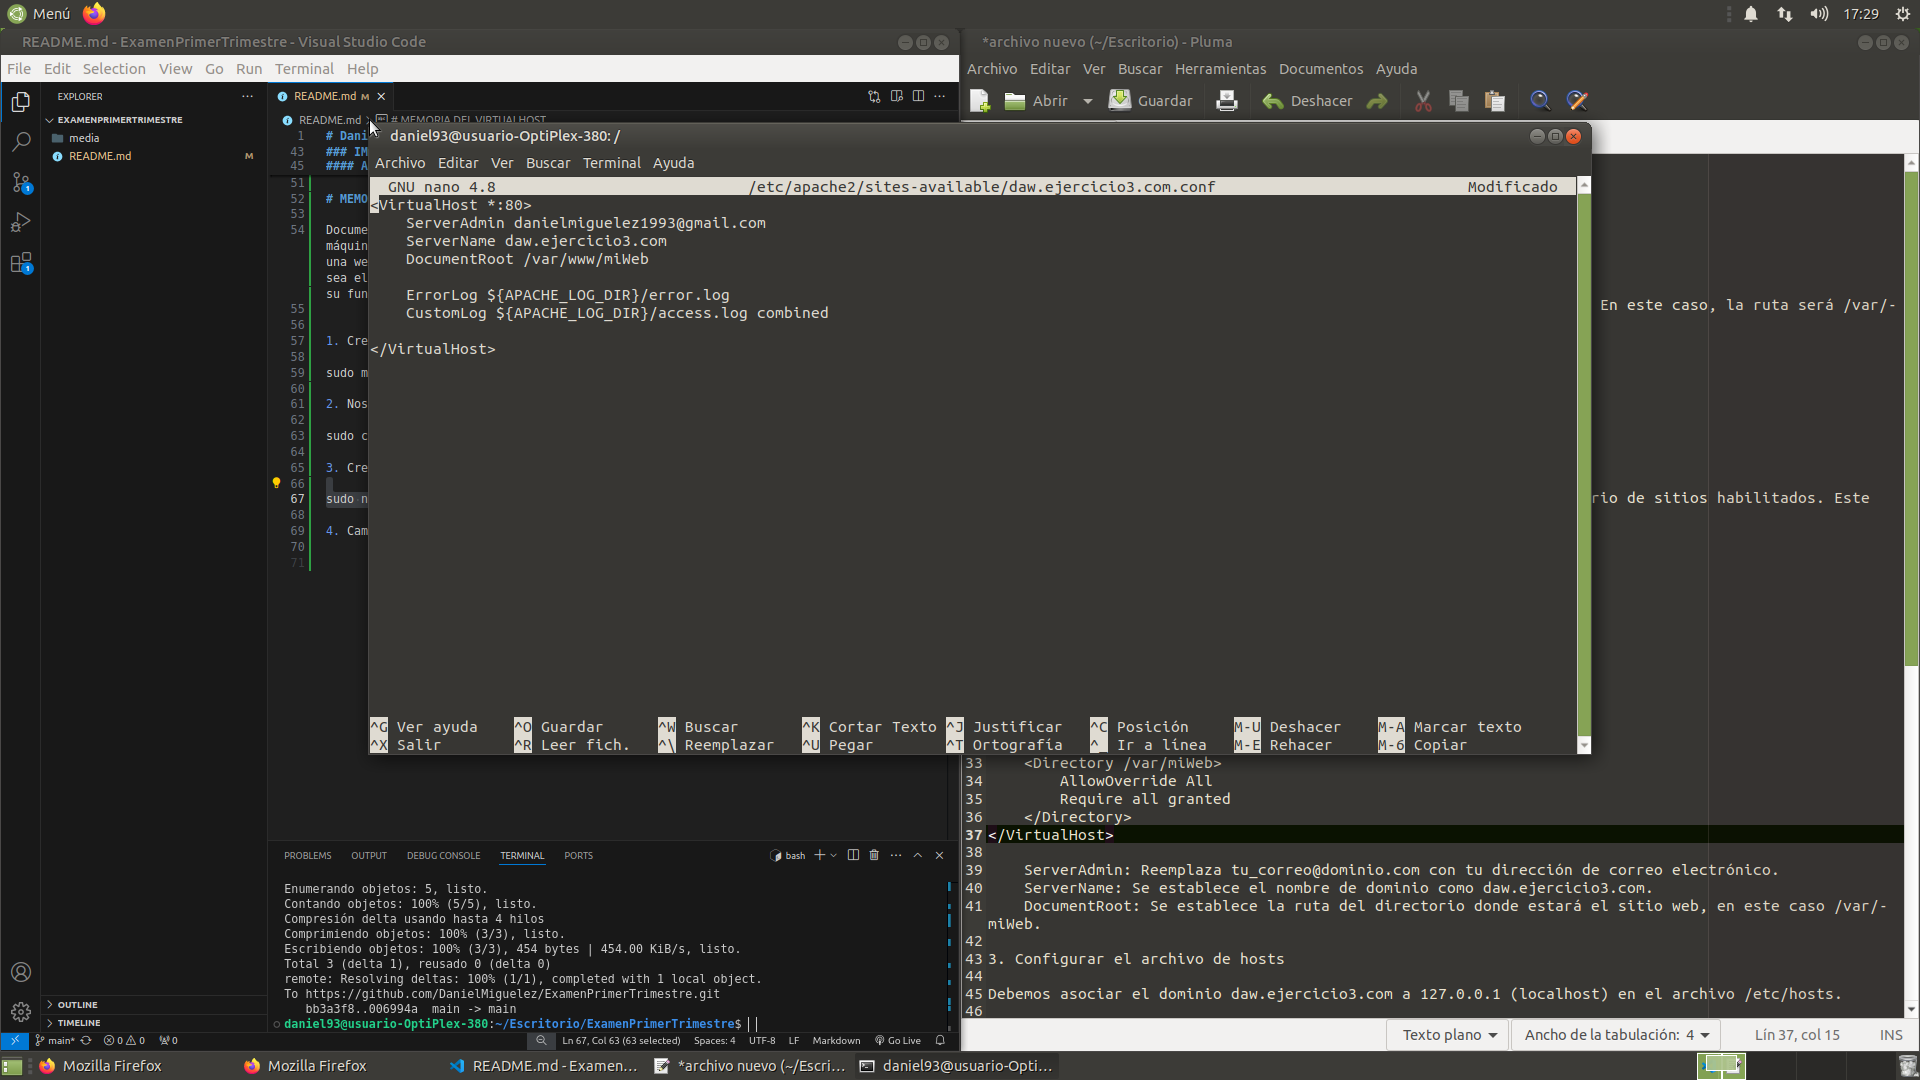 Menú
17:29
README.md - ExamenPrimerTrimestre - Visual Studio Code
File Edit Selection View Go Run Terminal Help
EXPLORER
EXAMENPRIMERTRIMESTRE
media
README.md M
OUTLINE
TIMELINE
README.md M
README.md # MEMORIA DEL VIRTUALHOST
1 # Dani
43 ### IM
45 #### A
51
52 # MEMO
53
54 Docume
máquin
una we
sea el
su fun
55
56
57 1. Cre
58
59 sudo m
60
61 2. Nos
62
63 sudo c
64
65 3. Cre
66
67 sudo n
68
69 4. Cam
70
71
PROBLEMS OUTPUT DEBUG CONSOLE TERMINAL PORTS
bash
Enumerando objetos: 5, listo.
Contando objetos: 100% (5/5), listo.
Compresión delta usando hasta 4 hilos
Comprimiendo objetos: 100% (3/3), listo.
Escribiendo objetos: 100% (3/3), 454 bytes | 454.00 KiB/s, listo.
Total 3 (delta 1), reusado 0 (delta 0)
remote: Resolving deltas: 100% (1/1), completed with 1 local object.
To https://github.com/DanielMiguelez/ExamenPrimerTrimestre.git
bb3a3f8..006994a main -> main
daniel93@usuario-OptiPlex-380:~/Escritorio/ExamenPrimerTrimestre$
main* 0 0 0 Ln 67, Col 63 (63 selected) Spaces: 4 UTF-8 LF Markdown Go Live
daniel93@usuario-OptiPlex-380: /
Archivo Editar Ver Buscar Terminal Ayuda
GNU nano 4.8 /etc/apache2/sites-available/daw.ejercicio3.com.conf Modificado
<VirtualHost *:80>
ServerAdmin danielmiguelez1993@gmail.com
ServerName daw.ejercicio3.com
DocumentRoot /var/www/miWeb
ErrorLog ${APACHE_LOG_DIR}/error.log
CustomLog ${APACHE_LOG_DIR}/access.log combined
</VirtualHost>
^G Ver ayuda ^O Guardar ^W Buscar ^K Cortar Texto ^J Justificar ^C Posición M-U Deshacer M-A Marcar texto
^X Salir ^R Leer fich. ^\ Reemplazar ^U Pegar ^T Ortografía ^_ Ir a línea M-E Rehacer M-6 Copiar
*archivo nuevo (~/Escritorio) - Pluma
Archivo Editar Ver Buscar Herramientas Documentos Ayuda
Abrir Guardar Deshacer
En este caso, la ruta será /var/-
rio de sitios habilitados. Este
33 <Directory /var/miWeb>
34 AllowOverride All
35 Require all granted
36 </Directory>
37 </VirtualHost>
38
39 ServerAdmin: Reemplaza tu_correo@dominio.com con tu dirección de correo electrónico.
40 ServerName: Se establece el nombre de dominio como daw.ejercicio3.com.
41 DocumentRoot: Se establece la ruta del directorio donde estará el sitio web, en este caso /var/-
miWeb.
42
43 3. Configurar el archivo de hosts
44
45 Debemos asociar el dominio daw.ejercicio3.com a 127.0.0.1 (localhost) en el archivo /etc/hosts.
46
Texto plano Ancho de la tabulación: 4 Lín 37, col 15 INS
Mozilla Firefox
Mozilla Firefox
README.md - Examen...
*archivo nuevo (~/Escri...
daniel93@usuario-Opti...